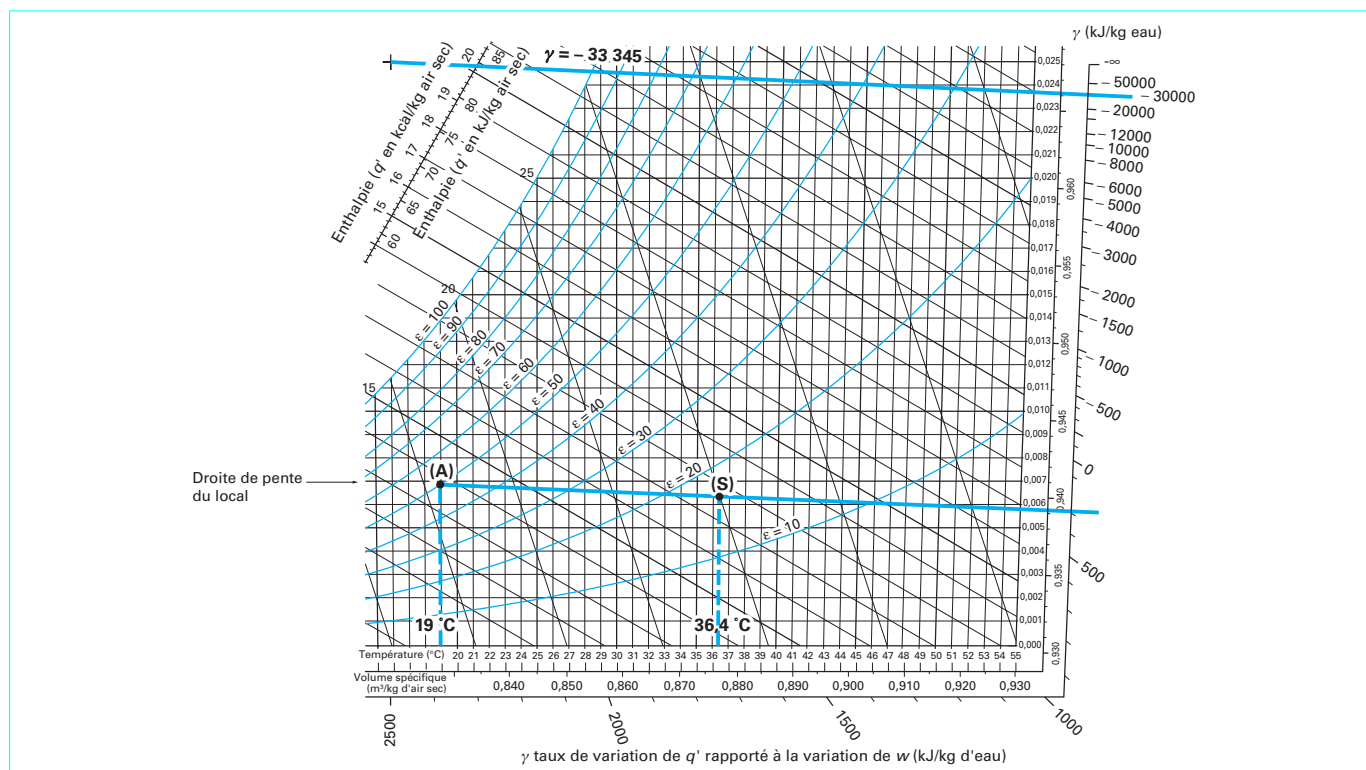 γ (kJ/kg eau)
γ = – 33 345
-∞
– 50000
– 30000
– 20000
– 12000
– 10000
– 8000
– 6000
– 5000
– 4000
– 3000
– 2000
– 1500
– 1000
– 500
0
500
Enthalpie (q' en kcal/kg air sec)
20
19
18
17
16
15
Enthalpie (q' en kJ/kg air sec)
85
80
75
70
65
60
25
20
15
0,025
0,024
0,023
0,022
0,021
0,020
0,019
0,018
0,017
0,016
0,015
0,014
0,013
0,012
0,011
0,010
0,009
0,008
0,007
0,006
0,005
0,004
0,003
0,002
0,001
0,000
0,960
0,955
0,950
0,945
0,940
0,935
0,930
ε = 100
ε = 90
ε = 80
ε = 70
ε = 60
ε = 50
ε = 40
ε = 30
ε = 20
ε = 10
Droite de pente
du local
(A)
(S)
19 °C
36,4 °C
Température (°C) 20 21 22 23 24 25 26 27 28 29 30 31 32 33 34 35 36 37 38 39 40 41 42 43 44 45 46 47 48 49 50 51 52 53 54 55
Volume spécifique
(m³/kg d'air sec)
0,840 0,850 0,860 0,870 0,880 0,890 0,900 0,910 0,920 0,930
2500 2000 1500 1000
γ taux de variation de q' rapporté à la variation de w (kJ/kg d'eau)